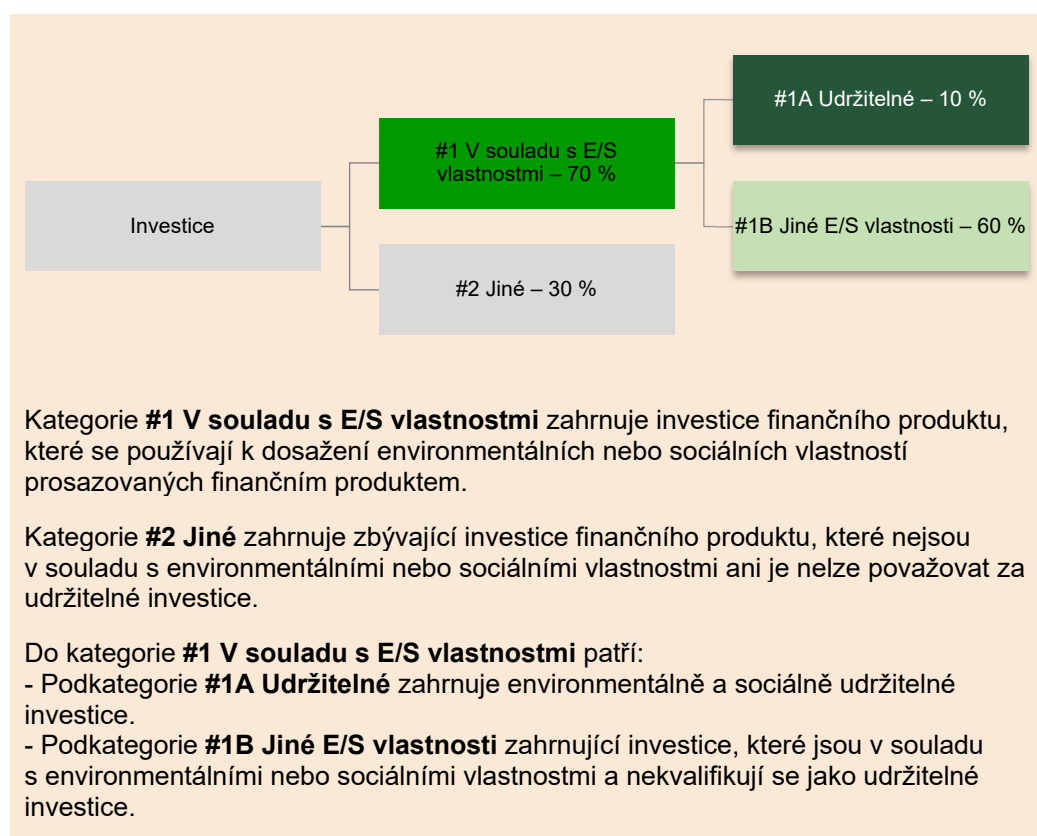 #1A Udržitelné – 10 %
#1 V souladu s E/S
vlastnostmi – 70 %
Investice
#1B Jiné E/S vlastnosti – 60 %
#2 Jiné – 30 %
Kategorie #1 V souladu s E/S vlastnostmi zahrnuje investice finančního produktu,
které se používají k dosažení environmentálních nebo sociálních vlastností
prosazovaných finančním produktem.
Kategorie #2 Jiné zahrnuje zbývající investice finančního produktu, které nejsou
v souladu s environmentálními nebo sociálními vlastnostmi ani je nelze považovat za
udržitelné investice.
Do kategorie #1 V souladu s E/S vlastnostmi patří:
- Podkategorie #1A Udržitelné zahrnuje environmentálně a sociálně udržitelné
investice.
- Podkategorie #1B Jiné E/S vlastnosti zahrnující investice, které jsou v souladu
s environmentálními nebo sociálními vlastnostmi a nekvalifikují se jako udržitelné
investice.